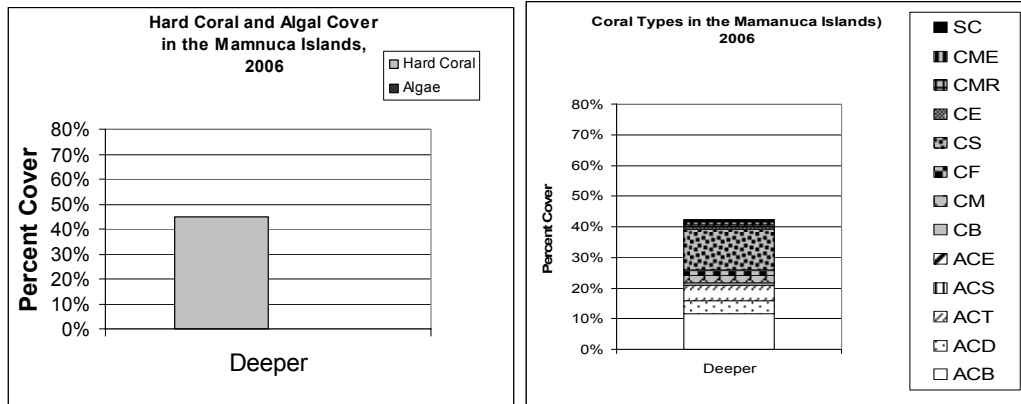 Hard Coral and Algal Cover
in the Mamnuca Islands,
2006
Hard Coral
Algae
80%
70%
60%
50%
40%
30%
20%
10%
0%
Percent Cover
Deeper
Coral Types in the Mamanuca Islands)
2006
80%
70%
60%
50%
40%
30%
20%
10%
0%
Percent Cover
Deeper
SC
CME
CMR
CE
CS
CF
CM
CB
ACE
ACS
ACT
ACD
ACB